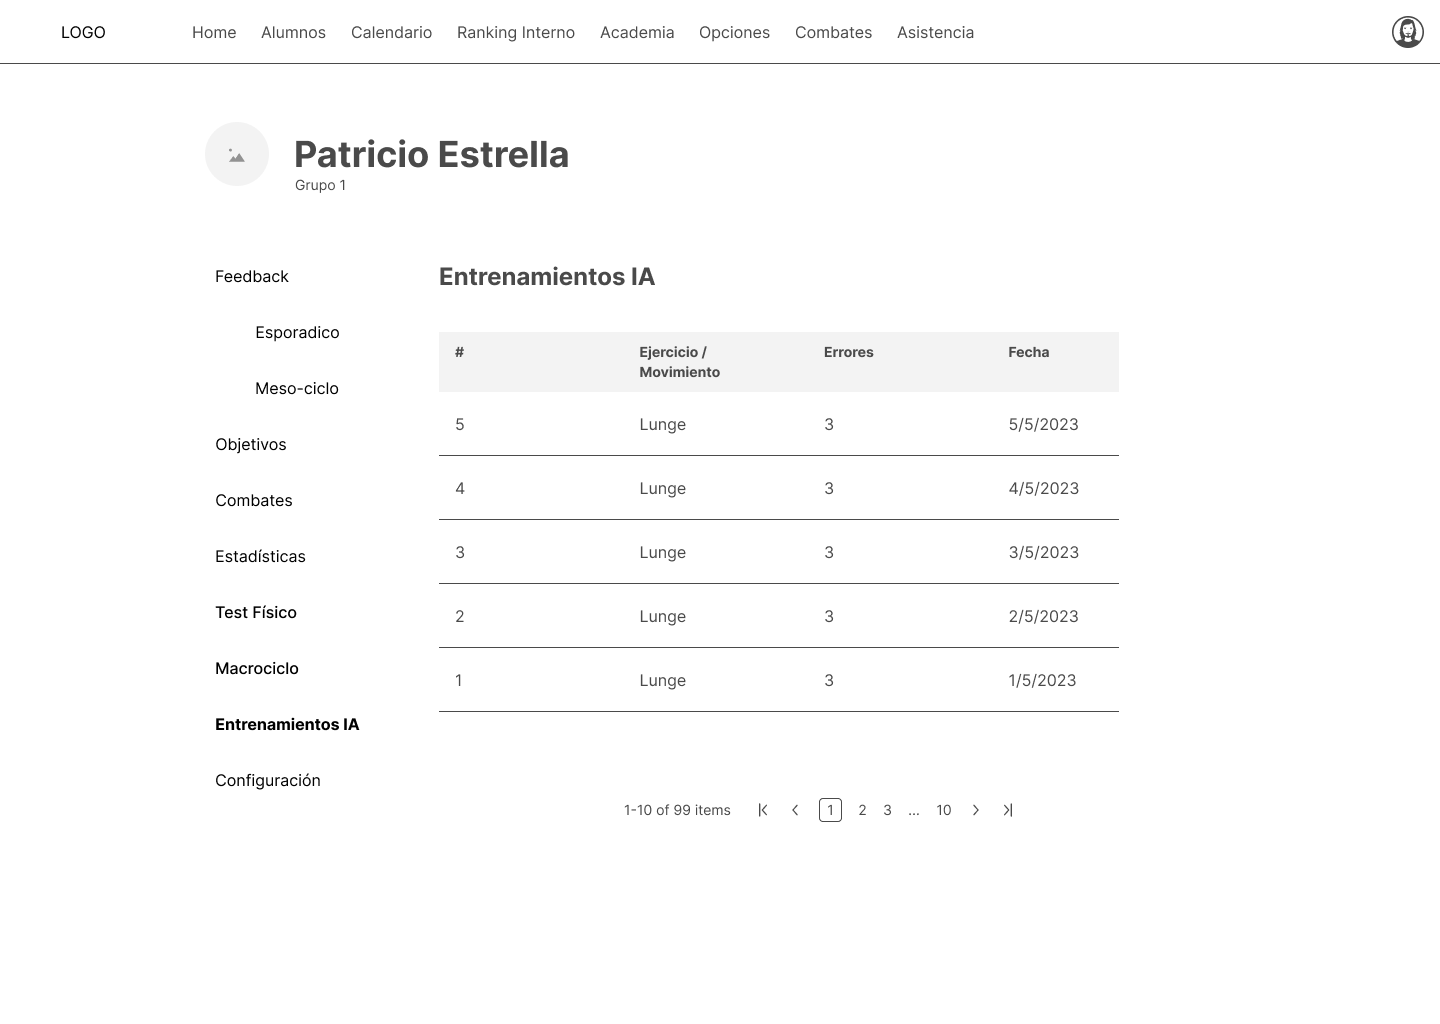 LOGO Home Alumnos Calendario Ranking Interno Academia Opciones Combates Asistencia
Patricio Estrella
Grupo 1
Feedback
Esporadico
Meso-ciclo
Objetivos
Combates
Estadísticas
Test Físico
Macrociclo
Entrenamientos IA
Configuración
Entrenamientos IA
# Ejercicio / Errores Fecha
Movimiento
5 Lunge 3 5/5/2023
4 Lunge 3 4/5/2023
3 Lunge 3 3/5/2023
2 Lunge 3 2/5/2023
1 Lunge 3 1/5/2023
1-10 of 99 items 1 2 3 ... 10